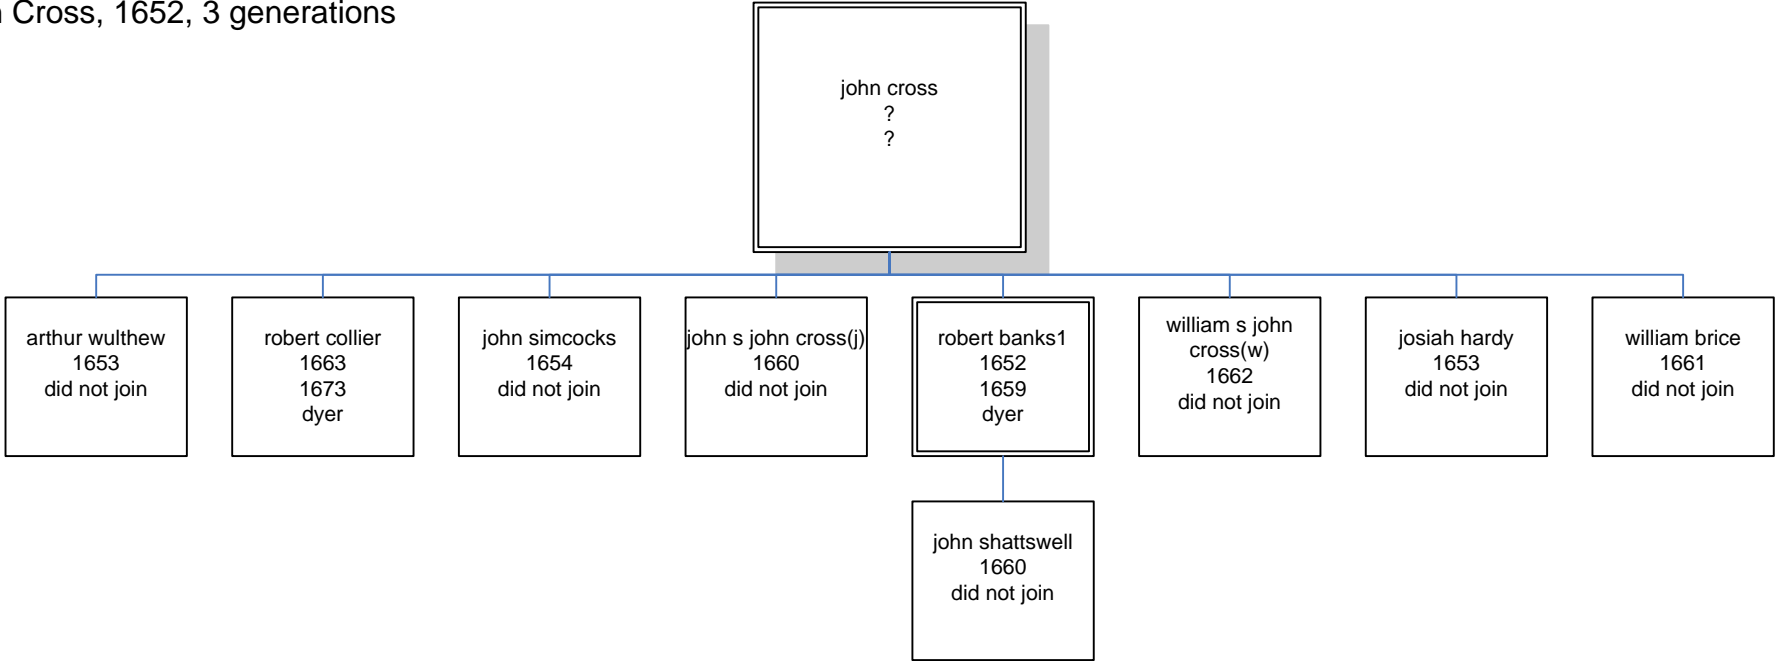 Cross, 1652, 3 generations
john cross
?
?
arthur wulthew
1653
did not join
robert collier
1663
1673
dyer
john simcocks
1654
did not join
john s john cross(j)
1660
did not join
robert banks1
1652
1659
dyer
william s john
cross(w)
1662
did not join
josiah hardy
1653
did not join
william brice
1661
did not join
john shattswell
1660
did not join